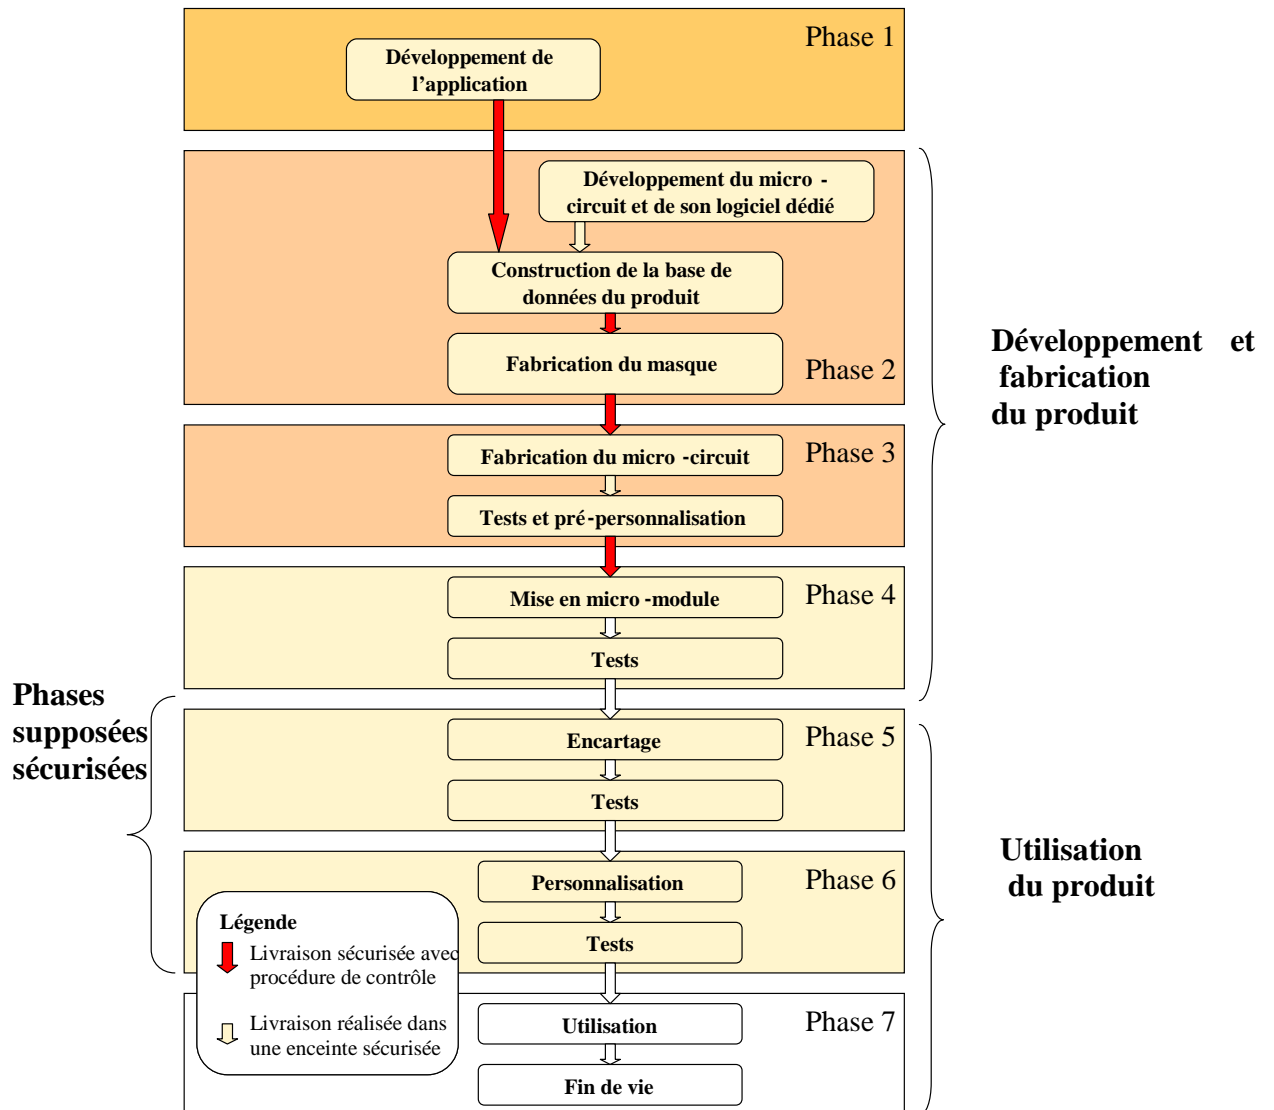 Phase 1
Développement de
l'application
Développement du micro -
circuit et de son logiciel dédié
Construction de la base de
données du produit
Fabrication du masque
Phase 2
Développement et
fabrication
du produit
Phase 3
Fabrication du micro -circuit
Tests et pré-personnalisation
Phase 4
Mise en micro -module
Tests
Phases
supposées
sécurisées
Phase 5
Encartage
Tests
Utilisation
du produit
Phase 6
Personnalisation
Tests
Légende
Livraison sécurisée avec
procédure de contrôle
Livraison réalisée dans
une enceinte sécurisée
Phase 7
Utilisation
Fin de vie